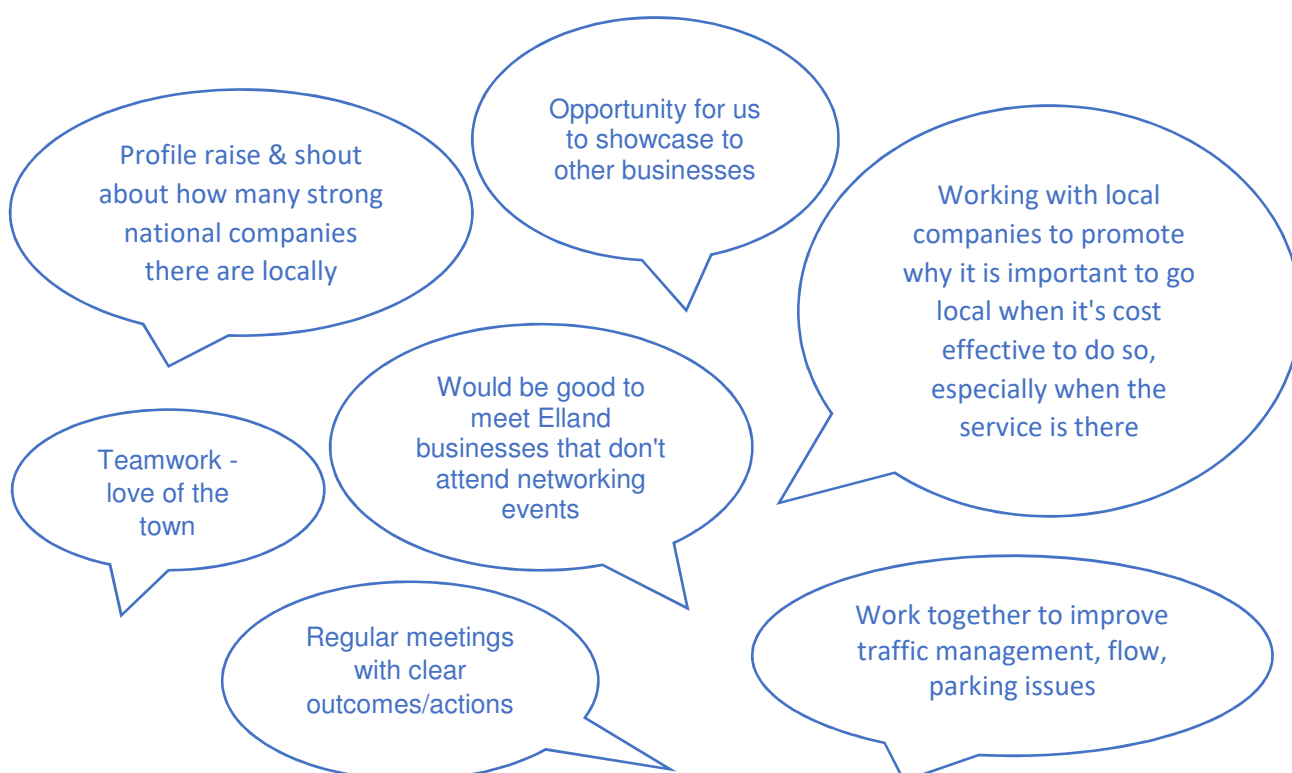 Profile raise & shout
about how many strong
national companies
there are locally
Opportunity for us
to showcase to
other businesses
Working with local
companies to promote
why it is important to go
local when it's cost
effective to do so,
especially when the
service is there
Teamwork -
love of the
town
Would be good to
meet Elland
businesses that don't
attend networking
events
Regular meetings
with clear
outcomes/actions
Work together to improve
traffic management, flow,
parking issues